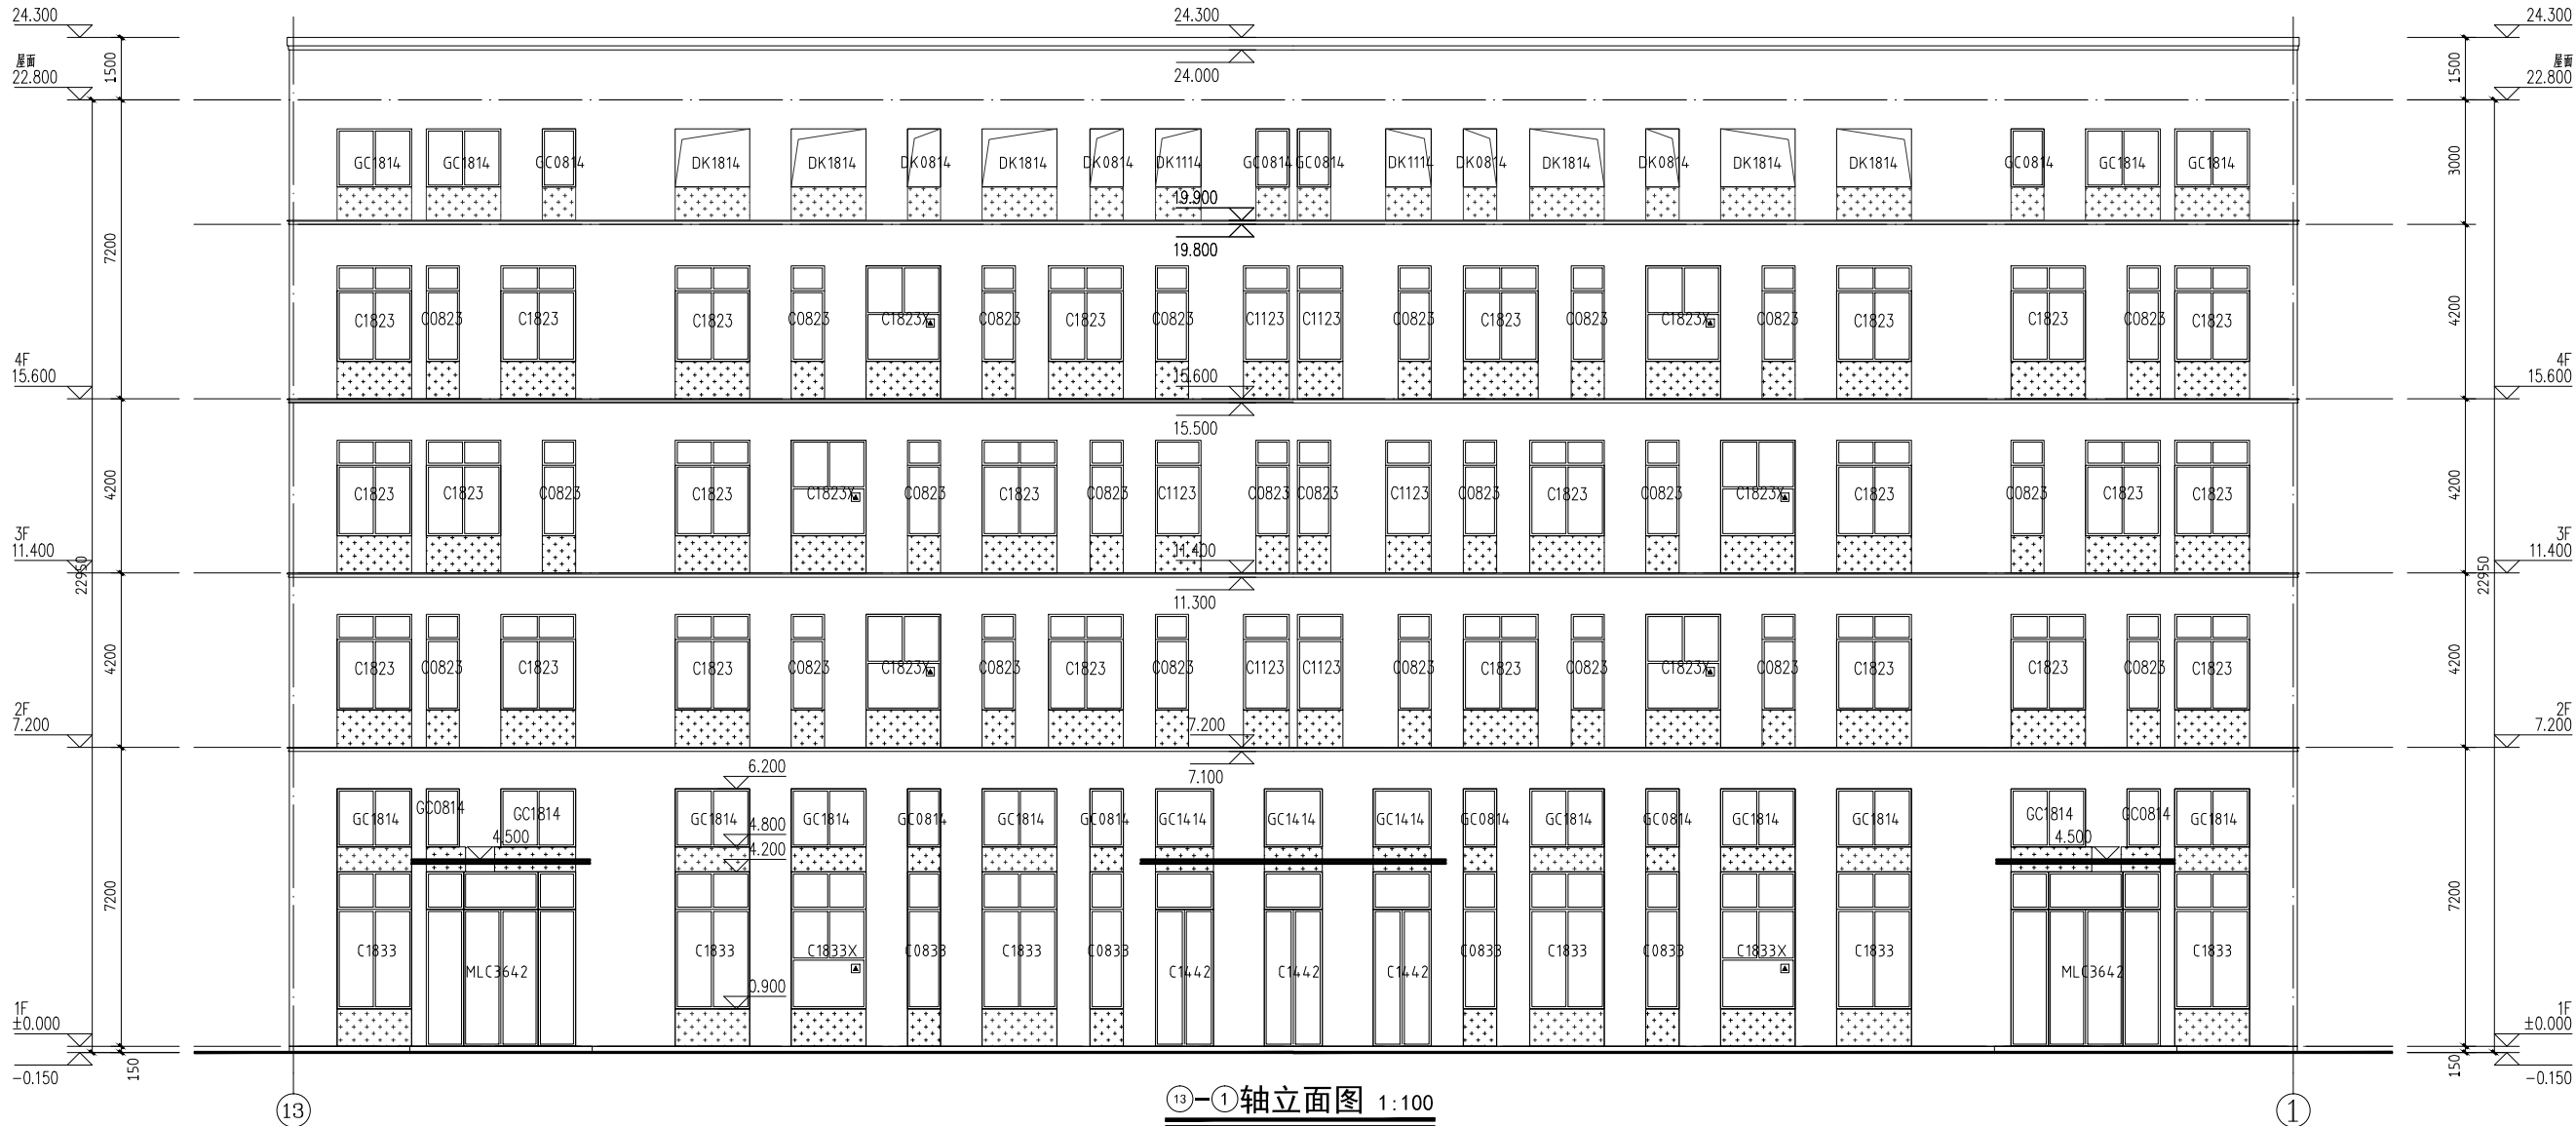 24.300 24.300 24.300
屋面 屋面
22.800 1500 24.000 1500 22.800
GC1814 GC1814 GC0814 DK1814 DK1814 DK0814 DK1814 DK0814 DK1114 GC0814 GC0814 DK1114 DK0814 DK1814 DK0814 DK1814 DK1814 GC0814 GC1814 GC1814
3000
19.900
7200 19.800
C1823 C0823 C1823 C1823 C0823 C1823X C0823 C1823 C0823 C1123 C1123 C0823 C1823 C0823 C1823X C0823 C1823 C1823 C0823 C1823
4200
4F 4F
15.600 15.600 15.600
15.500
C1823 C1823 C0823 C1823 C1823X C0823 C1823 C0823 C1123 C0823 C0823 C1123 C0823 C1823 C0823 C1823X C1823 C0823 C1823 C1823
4200 4200
3F 3F
11.400 11.400 11.400
22950 22950
11.300
C1823 C0823 C1823 C1823 C0823 C1823X C0823 C1823 C0823 C1123 C1123 C0823 C1823 C0823 C1823X C0823 C1823 C1823 C0823 C1823
4200 4200
2F 2F
7.200 7.200 7.200
6.200 7.100
GC1814 GC0814 GC1814 GC1814 GC1814 GC0814 GC1814 GC0814 GC1414 GC1414 GC1414 GC0814 GC1814 GC0814 GC1814 GC1814 GC1814 GC0814 GC1814
4.500 4.800 4.500
4.200
7200 7200
C1833 C1833 C1833X C0833 C1833 C0833 C0833 C1833 C0833 C1833X C1833 C1833
MLC3642 C1442 C1442 C1442 MLC3642
0.900
1F 1F
±0.000 ±0.000
150 150
-0.150 -0.150
13 1
13-1轴立面图 1:100